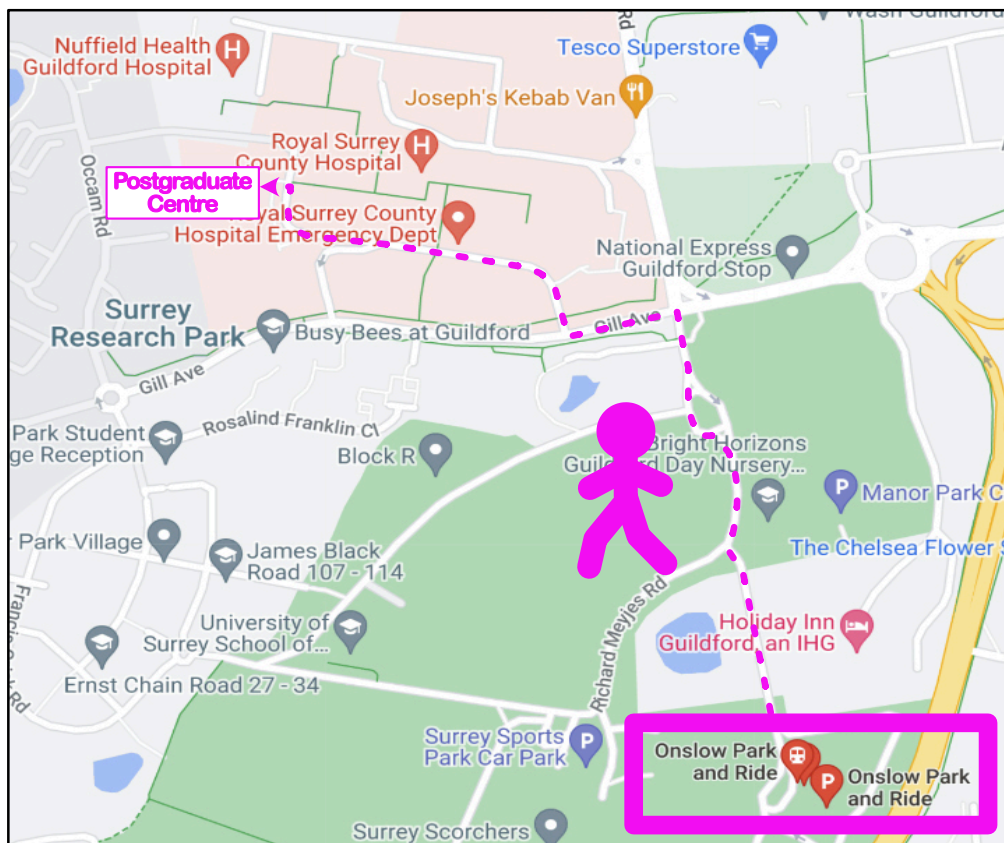 Wash Guildford
Nuffield Health
Guildford Hospital
Tesco Superstore
Rd
Joseph's Kebab Van
Royal Surrey
County Hospital
Occam Rd
Postgraduate
Centre
Royal Surrey County
Hospital Emergency Dept
National Express
Guildford Stop
Surrey
Research Park
Busy Bees at Guildford
Gill Ave
Gill Ave
Rosalind Franklin Cl
Park Student
ge Reception
Block R
Bright Horizons
Guildford Day Nursery...
Manor Park C
Park Village
James Black
Road 107 - 114
The Chelsea Flower S
University of
Surrey School of...
Holiday Inn
Guildford, an IHG
Richard Meyjes Rd
Ernst Chain Road 27 - 34
Rd
Surrey Sports
Park Car Park
P
Onslow Park
and Ride
P
Onslow Park
and Ride
Surrey Scorchers